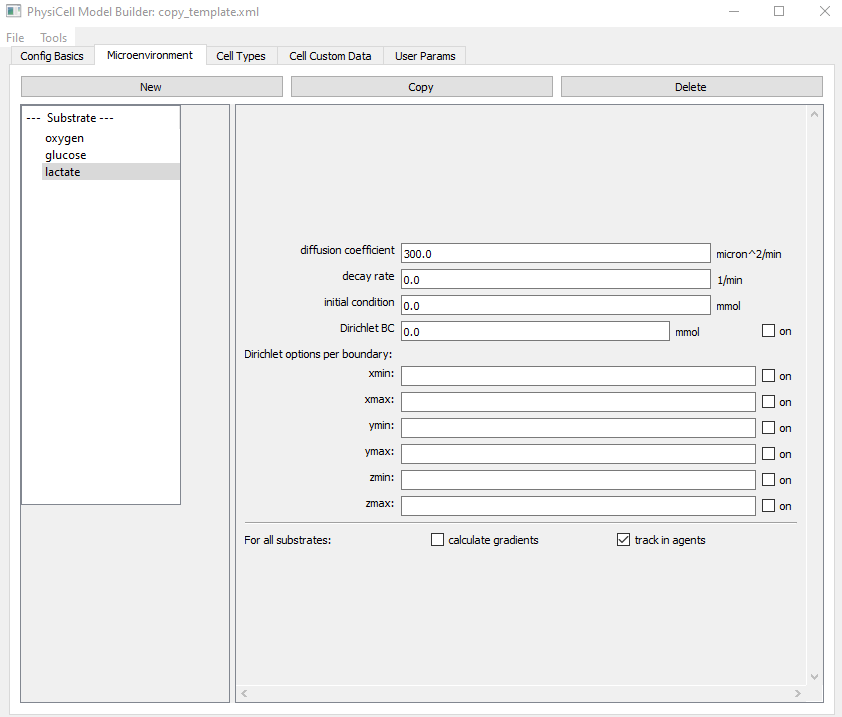 PhysiCell Model Builder: copy_template.xml
File Tools
Config Basics Microenvironment Cell Types Cell Custom Data User Params
New Copy Delete
--- Substrate ---
oxygen
glucose
lactate
diffusion coefficient 300.0 micron^2/min
decay rate 0.0 1/min
initial condition 0.0 mmol
Dirichlet BC 0.0 mmol on
Dirichlet options per boundary:
xmin: on
xmax: on
ymin: on
ymax: on
zmin: on
zmax: on
For all substrates: calculate gradients track in agents